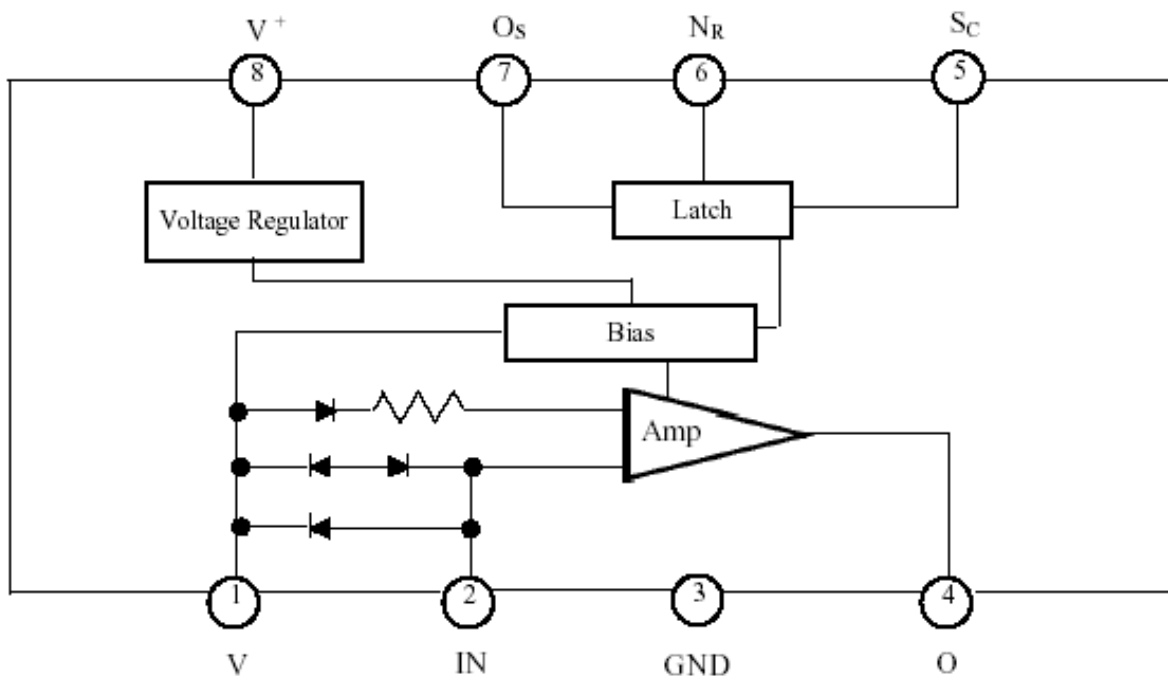 V + OS NR SC
8 7 6 5
Voltage Regulator Latch
Bias
Amp
1 2 3 4
V IN GND O